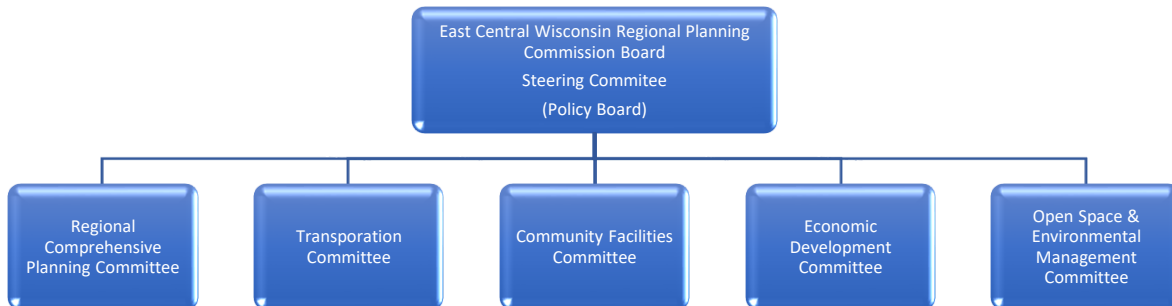 East Central Wisconsin Regional Planning
Commission Board
Steering Commitee
(Policy Board)
Regional
Comprehensive
Planning Committee
Transporation
Committee
Community Facilities
Committee
Economic
Development
Committee
Open Space &
Environmental
Management
Committee